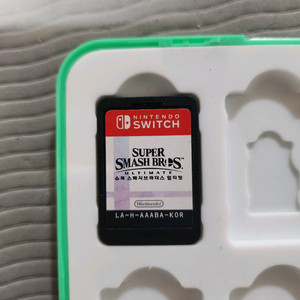 NINTENDO
SWITCH
SUPER
SMASH BROS.
ULTIMATE
슈퍼 스매시브라더스 얼티밋
Nintendo
LA-H-AAABA-KOR